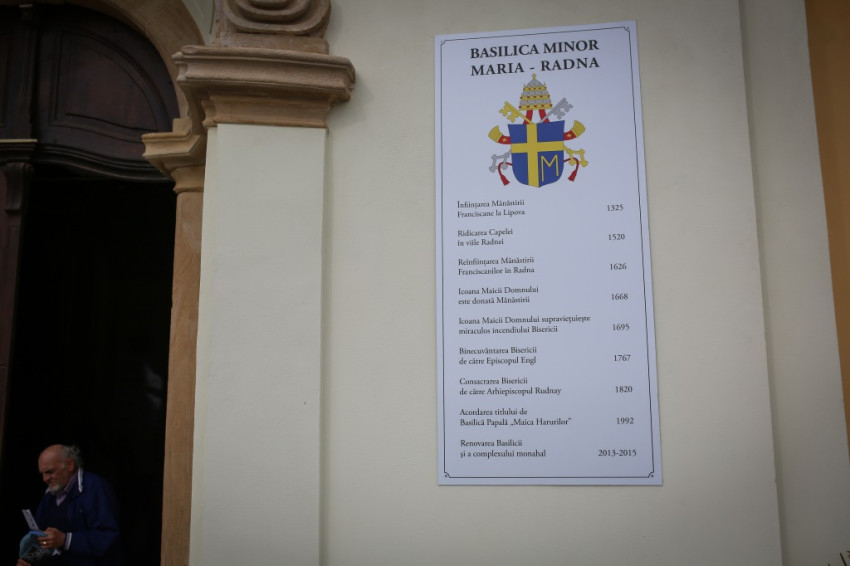 BASILICA MINOR
MARIA - RADNA
M
Înființarea Mânăstirii
Franciscane la Lipova 1325
Ridicarea Capelei
în viile Radnei 1520
Reînființarea Mânăstirii
Franciscanilor în Radna 1626
Icoana Maicii Domnului
este donată Mânăstirii 1668
Icoana Maicii Domnului supraviețuiește
miraculos incendiului Bisericii 1695
Binecuvântarea Bisericii
de către Episcopul Engl 1767
Consacrarea Bisericii
de către Arhiepiscopul Rudnay 1820
Acordarea titlului de
Basilică Papală „Maica Harurilor” 1992
Renovarea Basilicii
și a complexului monahal 2013-2015